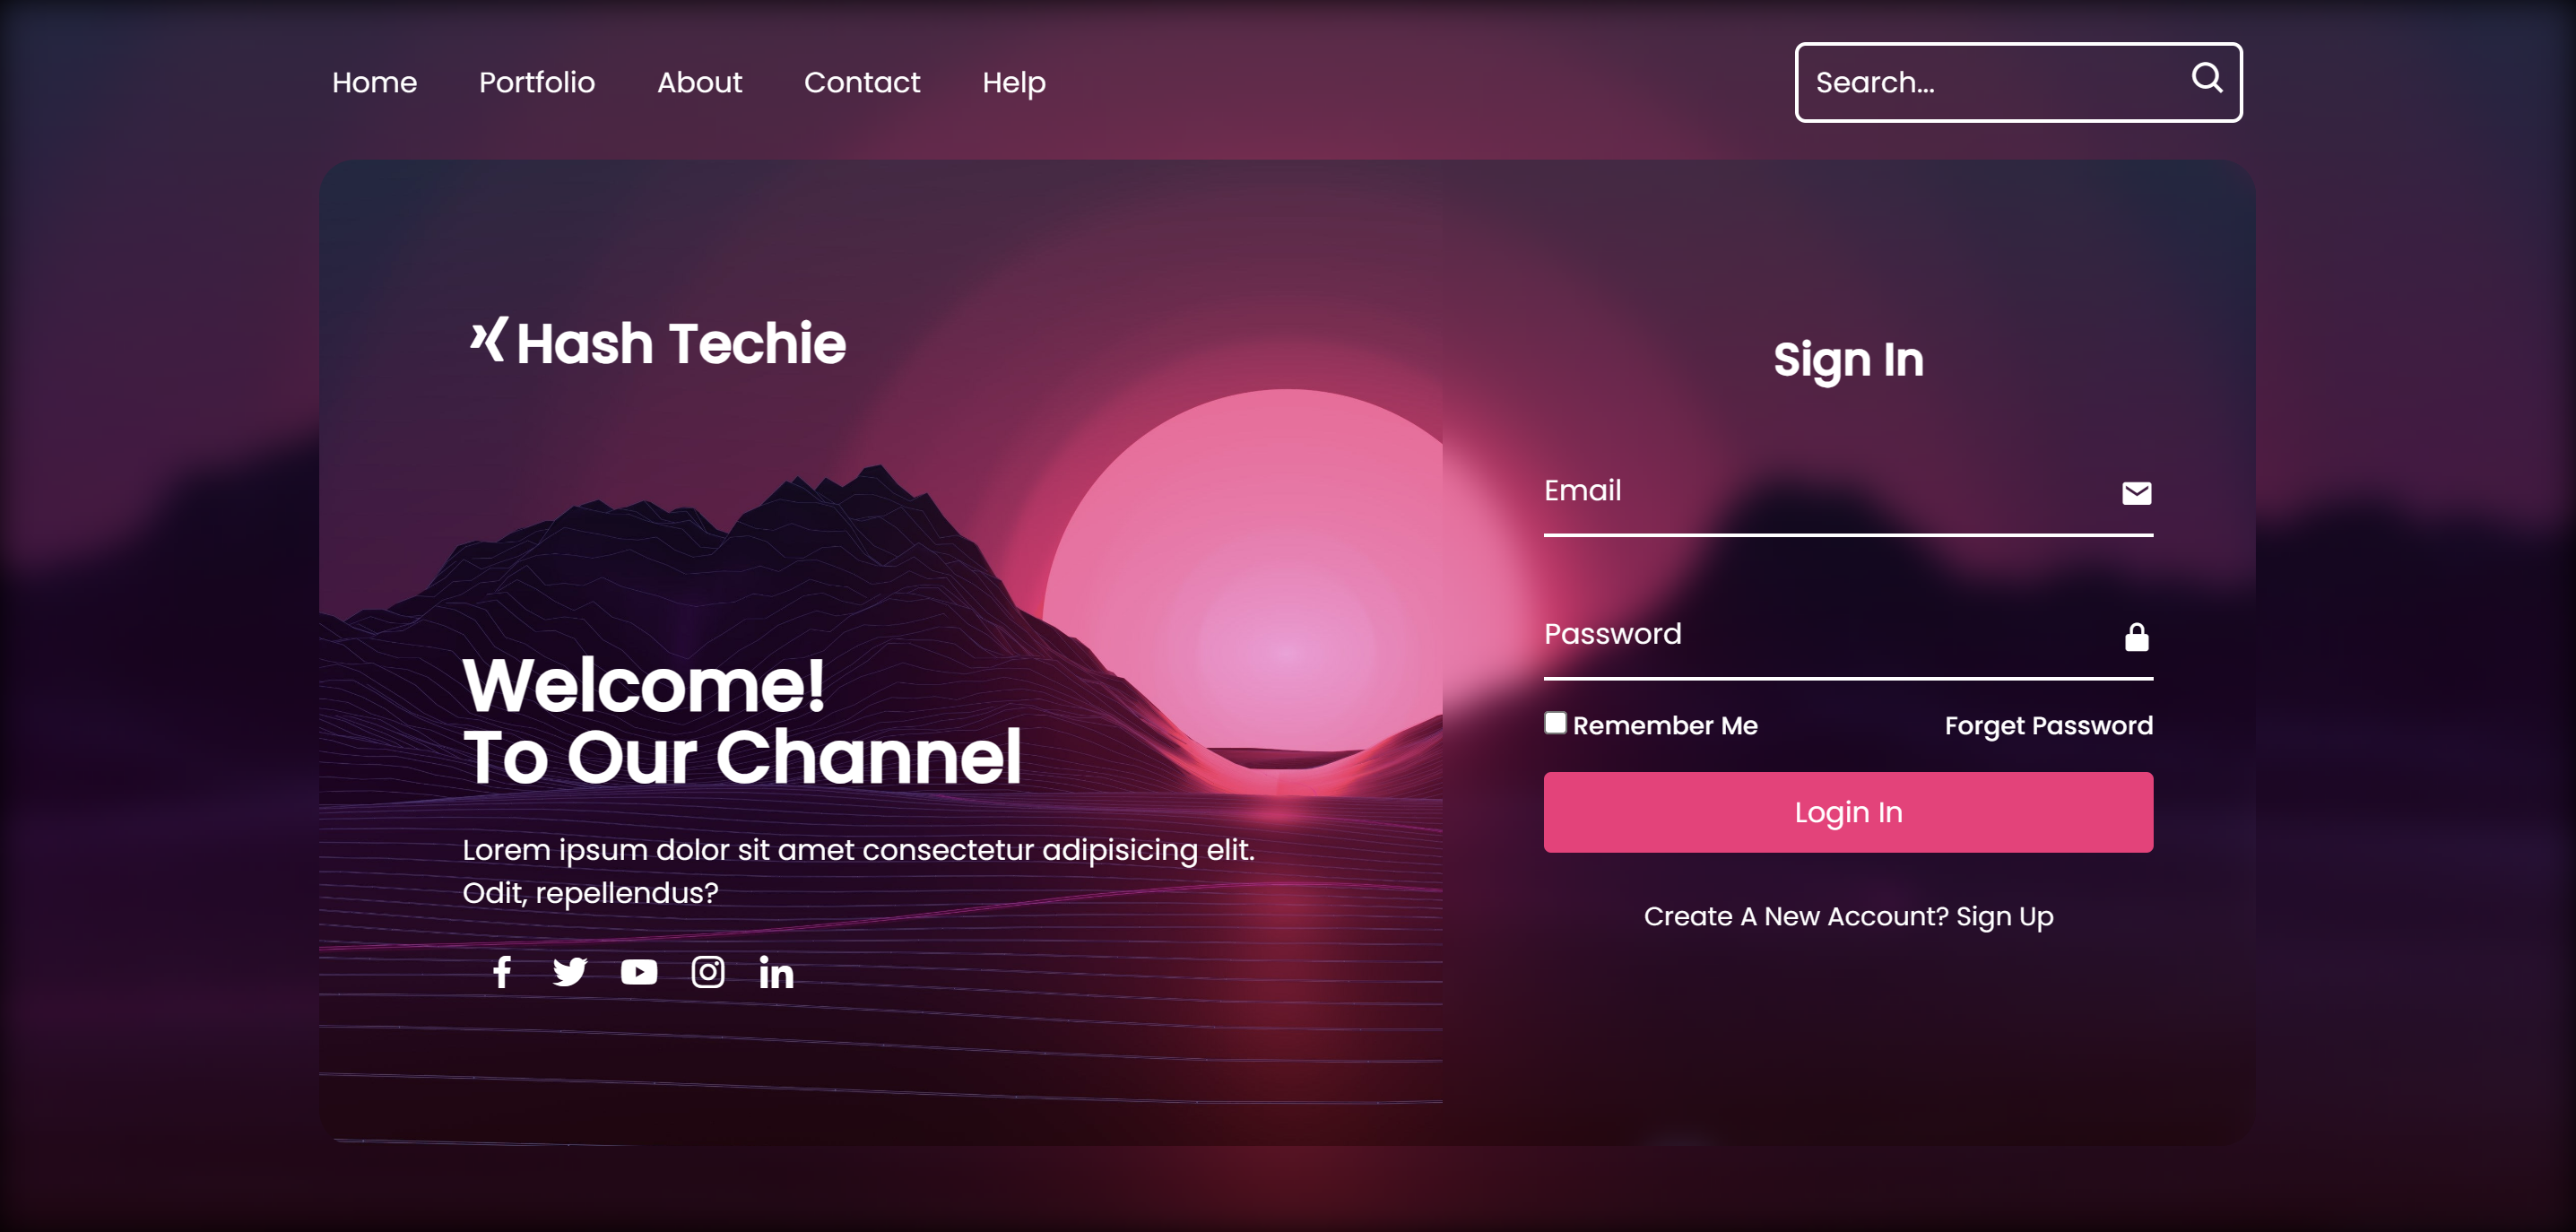 Home Portfolio About Contact Help
Search...
Hash Techie
Welcome!
To Our Channel
Lorem ipsum dolor sit amet consectetur adipisicing elit.
Odit, repellendus?
Sign In
Email
Password
Remember Me Forget Password
Login In
Create A New Account? Sign Up